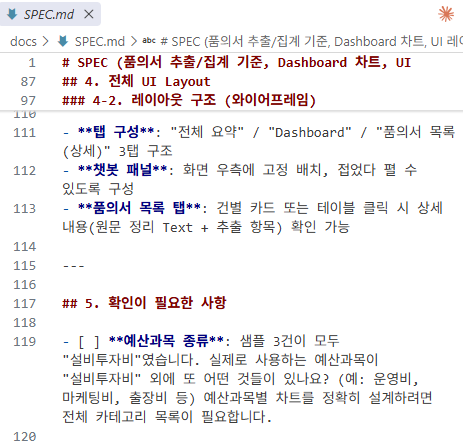 SPEC.md ×
docs > SPEC.md > abc # SPEC (품의서 추출/집계 기준, Dashboard 차트, UI 레이
1 # SPEC (품의서 추출/집계 기준, Dashboard 차트, UI
87 ## 4. 전체 UI Layout
97 ### 4-2. 레이아웃 구조 (와이어프레임)
110
111 - **탭 구성**: "전체 요약" / "Dashboard" / "품의서 목록
(상세)" 3탭 구조
112 - **챗봇 패널**: 화면 우측에 고정 배치, 접었다 펼 수
있도록 구성
113 - **품의서 목록 탭**: 건별 카드 또는 테이블 클릭 시 상세
내용(원문 정리 Text + 추출 항목) 확인 가능
114
115 ---
116
117 ## 5. 확인이 필요한 사항
118
119 - [ ] **예산과목 종류**: 샘플 3건이 모두
"설비투자비"였습니다. 실제로 사용하는 예산과목이
"설비투자비" 외에 또 어떤 것들이 있나요? (예: 운영비,
마케팅비, 출장비 등) 예산과목별 차트를 정확히 설계하려면
전체 카테고리 목록이 필요합니다.
120